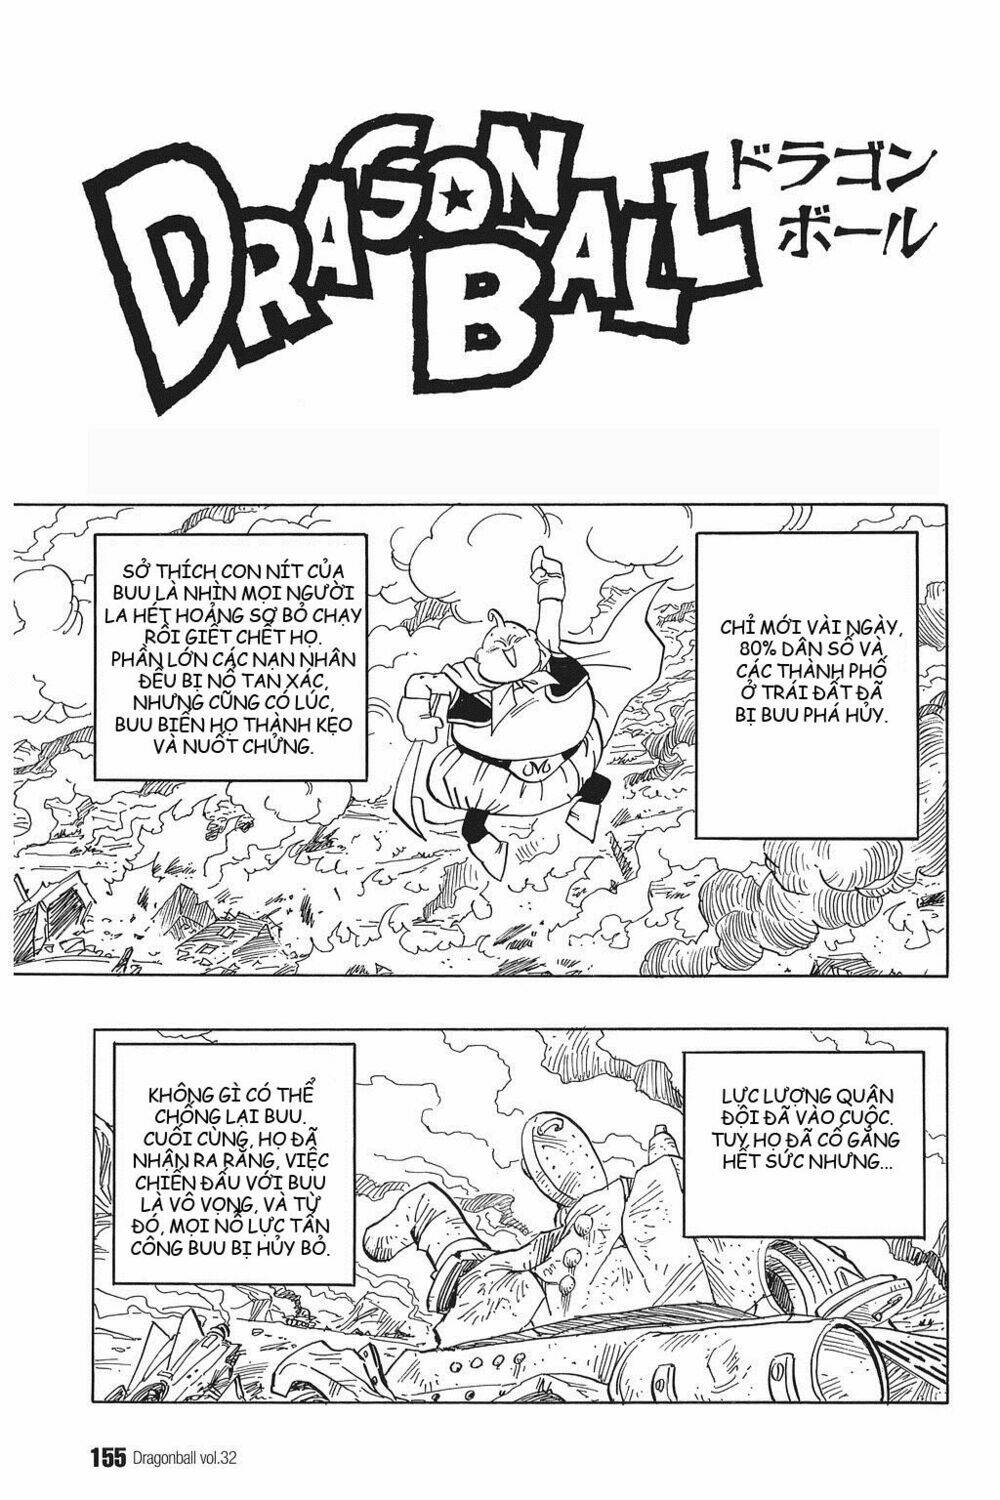 DRAGON
BALL
ドラゴン
ボール
CHỈ MỚI VÀI NGÀY,
80% DÂN SỐ VÀ
CÁC THÀNH PHỐ
Ở TRÁI ĐẤT ĐÃ
BỊ BUU PHÁ HỦY.
SỞ THÍCH CON NÍT CỦA
BUU LÀ NHÌN MỌI NGƯỜI
LA HÉT HOẢNG SỢ BỎ CHẠY
RỒI GIẾT CHẾT HỌ.
PHẦN LỚN CÁC NẠN NHÂN
ĐỀU BỊ NỔ TAN XÁC,
NHƯNG CŨNG CÓ LÚC,
BUU BIẾN HỌ THÀNH KẸO
VÀ NUỐT CHỬNG.
LỰC LƯỢNG QUÂN
ĐỘI ĐÃ VÀO CUỘC.
TUY HỌ ĐÃ CỐ GẮNG
HẾT SỨC NHƯNG...
KHÔNG GÌ CÓ THỂ
CHỐNG LẠI BUU.
CUỐI CÙNG, HỌ ĐÃ
NHẬN RA RẰNG, VIỆC
CHIẾN ĐẤU VỚI BUU
LÀ VÔ VỌNG, VÀ TỪ
ĐÓ, MỌI NỖ LỰC TẤN
CÔNG BUU BỊ HỦY BỎ.
155 Dragonball vol.32